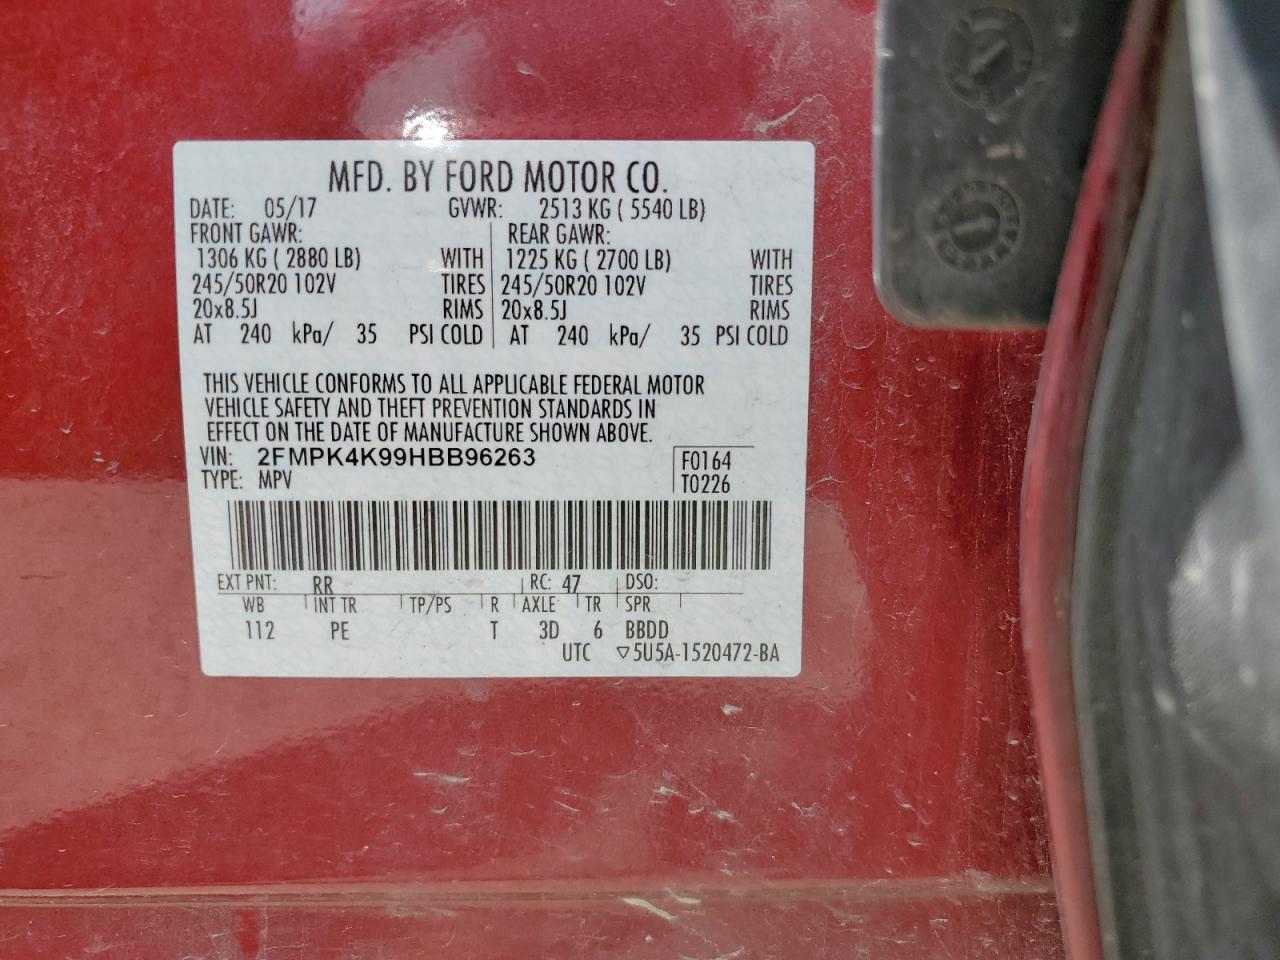 MFD. BY FORD MOTOR CO.
DATE: 05/17 GVWR: 2513 KG ( 5540 LB)
FRONT GAWR: REAR GAWR:
1306 KG ( 2880 LB) WITH 1225 KG ( 2700 LB) WITH
245/50R20 102V TIRES 245/50R20 102V TIRES
20x8.5J RIMS 20x8.5J RIMS
AT 240 kPa/ 35 PSI COLD AT 240 kPa/ 35 PSI COLD
THIS VEHICLE CONFORMS TO ALL APPLICABLE FEDERAL MOTOR
VEHICLE SAFETY AND THEFT PREVENTION STANDARDS IN
EFFECT ON THE DATE OF MANUFACTURE SHOWN ABOVE.
VIN: 2FMPK4K99HBB96263 F0164
TYPE: MPV T0226
EXT PNT: RR RC: 47 DSO:
WB INT TR TP/PS R AXLE TR SPR
112 PE T 3D 6 BBDD
UTC ▽5U5A-1520472-BA